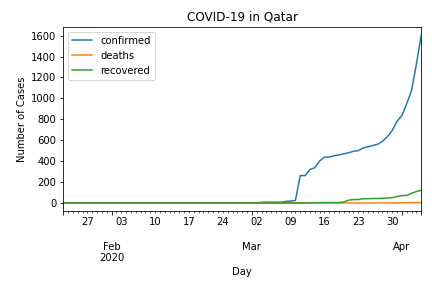 COVID-19 in Qatar
confirmed
deaths
recovered
Number of Cases
1600
1400
1200
1000
800
600
400
200
0
27 03 10 17 24 02 09 16 23 30
Feb Mar Apr
2020
Day